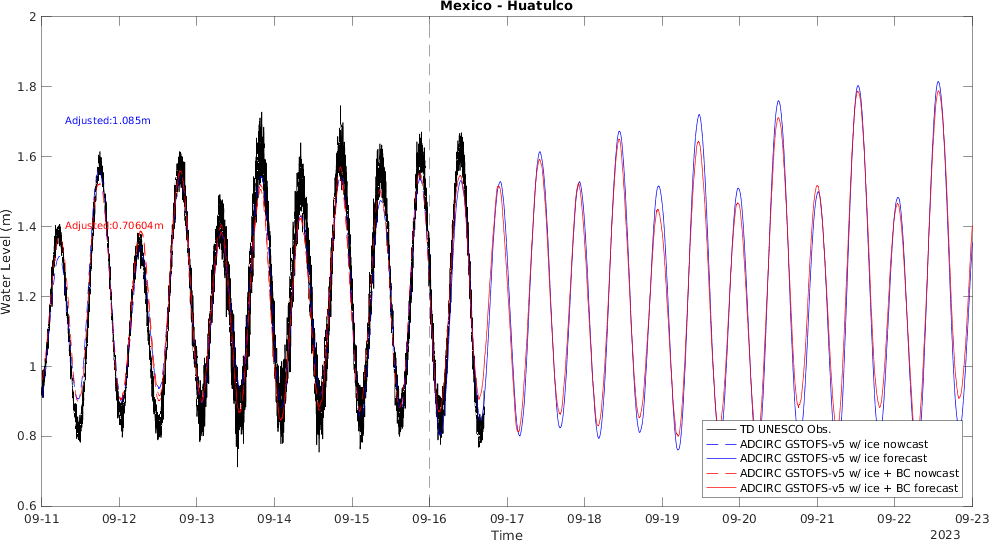 Mexico - Huatulco
2
1.8
1.6
1.4
1.2
1
0.8
0.6
Water Level (m)
Adjusted:1.085m
Adjusted:0.70604m
TD UNESCO Obs.
ADCIRC GSTOFS-v5 w/ ice nowcast
ADCIRC GSTOFS-v5 w/ ice forecast
ADCIRC GSTOFS-v5 w/ ice + BC nowcast
ADCIRC GSTOFS-v5 w/ ice + BC forecast
09-11 09-12 09-13 09-14 09-15 09-16 09-17 09-18 09-19 09-20 09-21 09-22 09-23
Time
2023